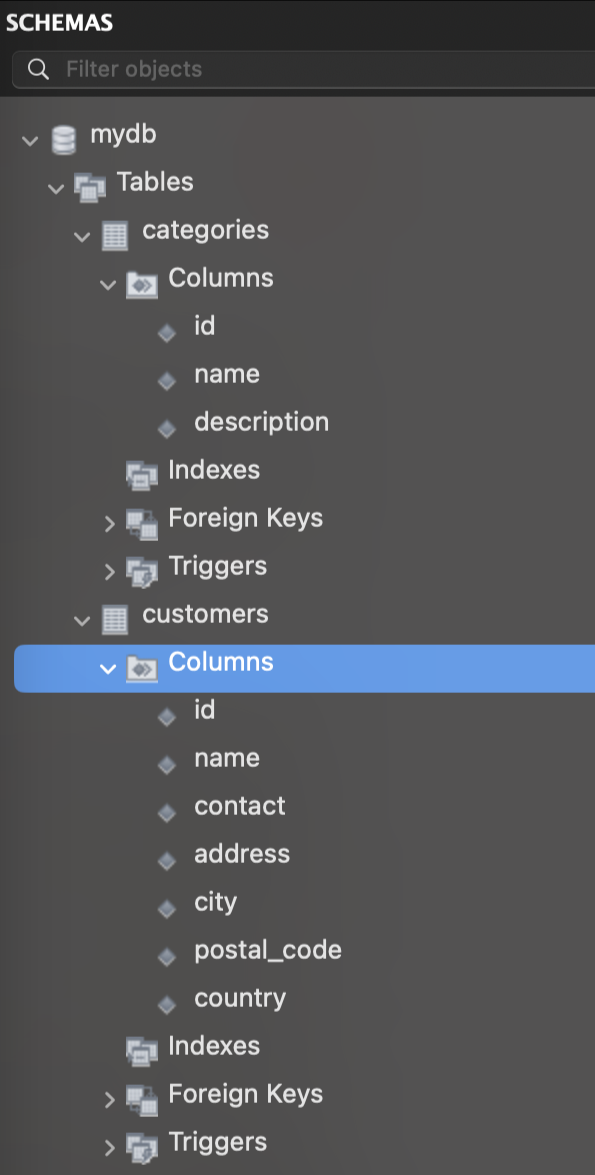 SCHEMAS
Filter objects
mydb
Tables
categories
Columns
id
name
description
Indexes
Foreign Keys
Triggers
customers
Columns
id
name
contact
address
city
postal_code
country
Indexes
Foreign Keys
Triggers